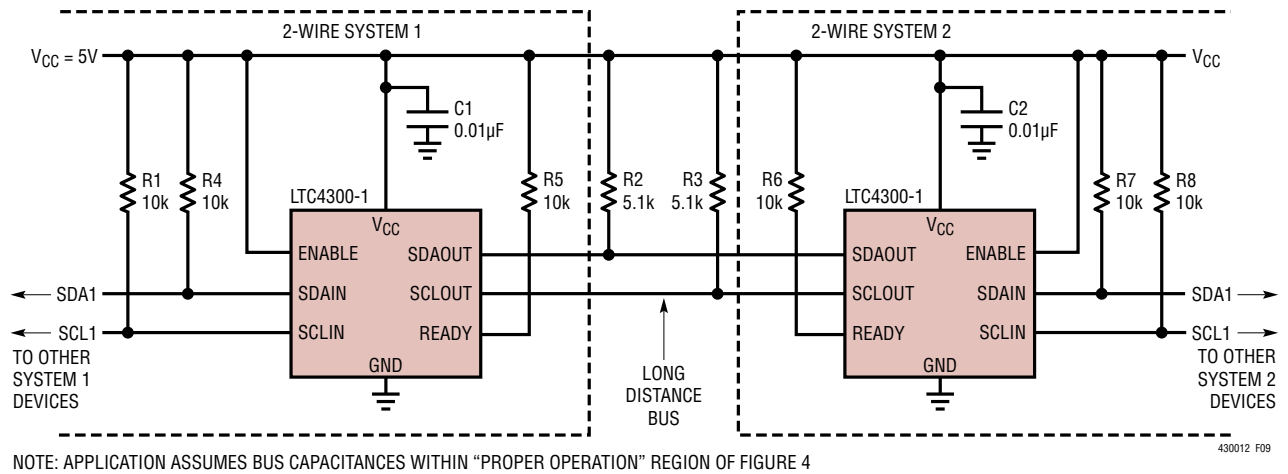 2-WIRE SYSTEM 1
2-WIRE SYSTEM 2
VCC = 5V
VCC
C1
0.01µF
C2
0.01µF
R1
10k
R4
10k
R5
10k
R2
5.1k
R3
5.1k
R6
10k
R7
10k
R8
10k
LTC4300-1
VCC
ENABLE
SDAOUT
SDAIN
SCLOUT
SCLIN
READY
GND
LTC4300-1
VCC
SDAOUT
ENABLE
SCLOUT
SDAIN
READY
SCLIN
GND
SDA1
SCL1
TO OTHER
SYSTEM 1
DEVICES
LONG
DISTANCE
BUS
SDA1
SCL1
TO OTHER
SYSTEM 2
DEVICES
430012 F09
NOTE: APPLICATION ASSUMES BUS CAPACITANCES WITHIN “PROPER OPERATION” REGION OF FIGURE 4